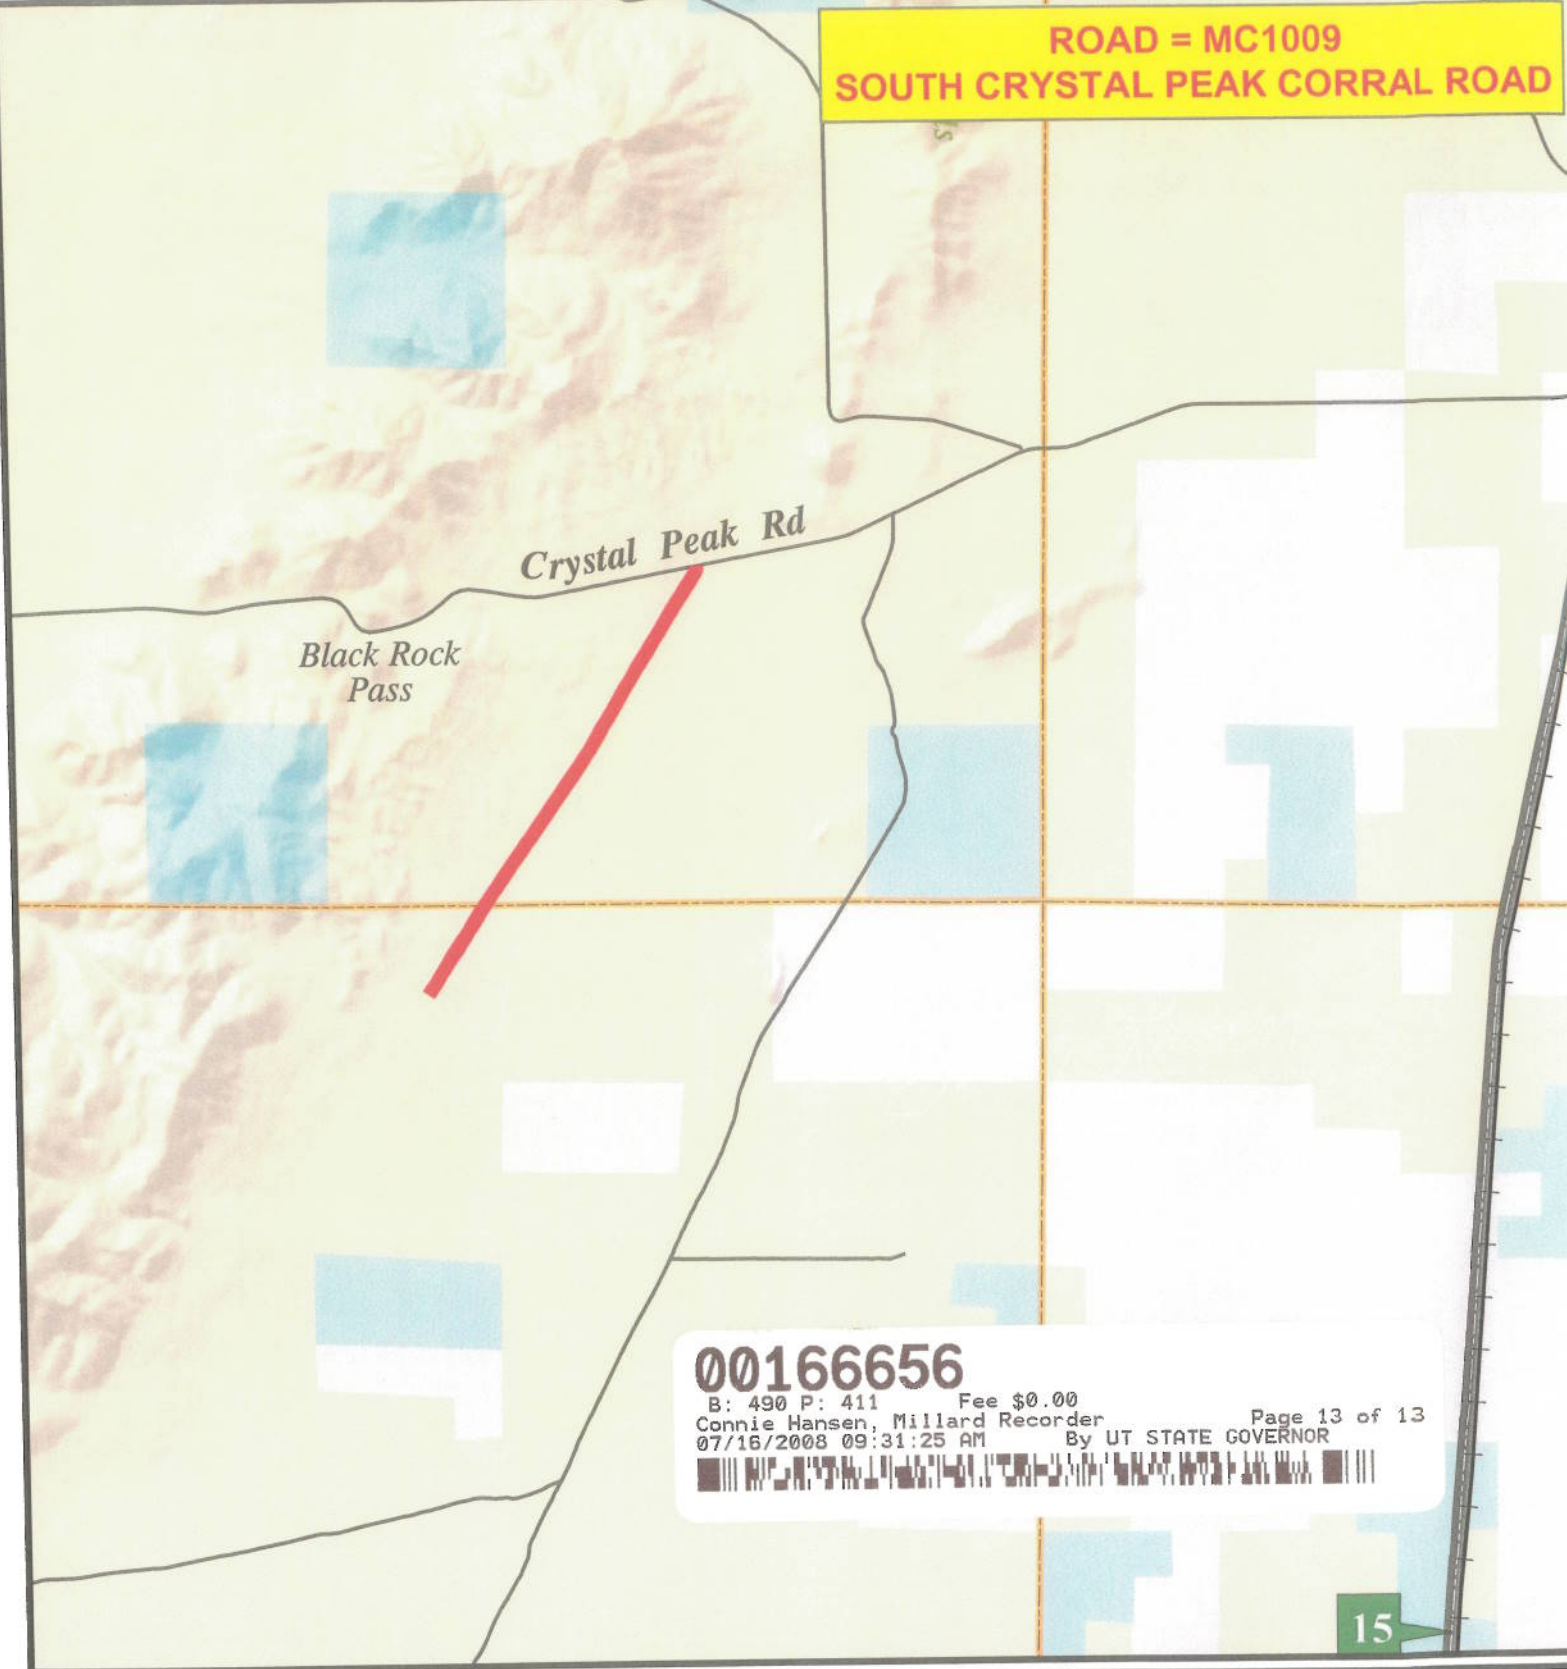 ROAD = MC1009
SOUTH CRYSTAL PEAK CORRAL ROAD
Crystal Peak Rd
Black Rock
Pass
00166656
B: 490 P: 411 Fee $0.00
Connie Hansen, Millard Recorder Page 13 of 13
07/16/2008 09:31:25 AM By UT STATE GOVERNOR
15